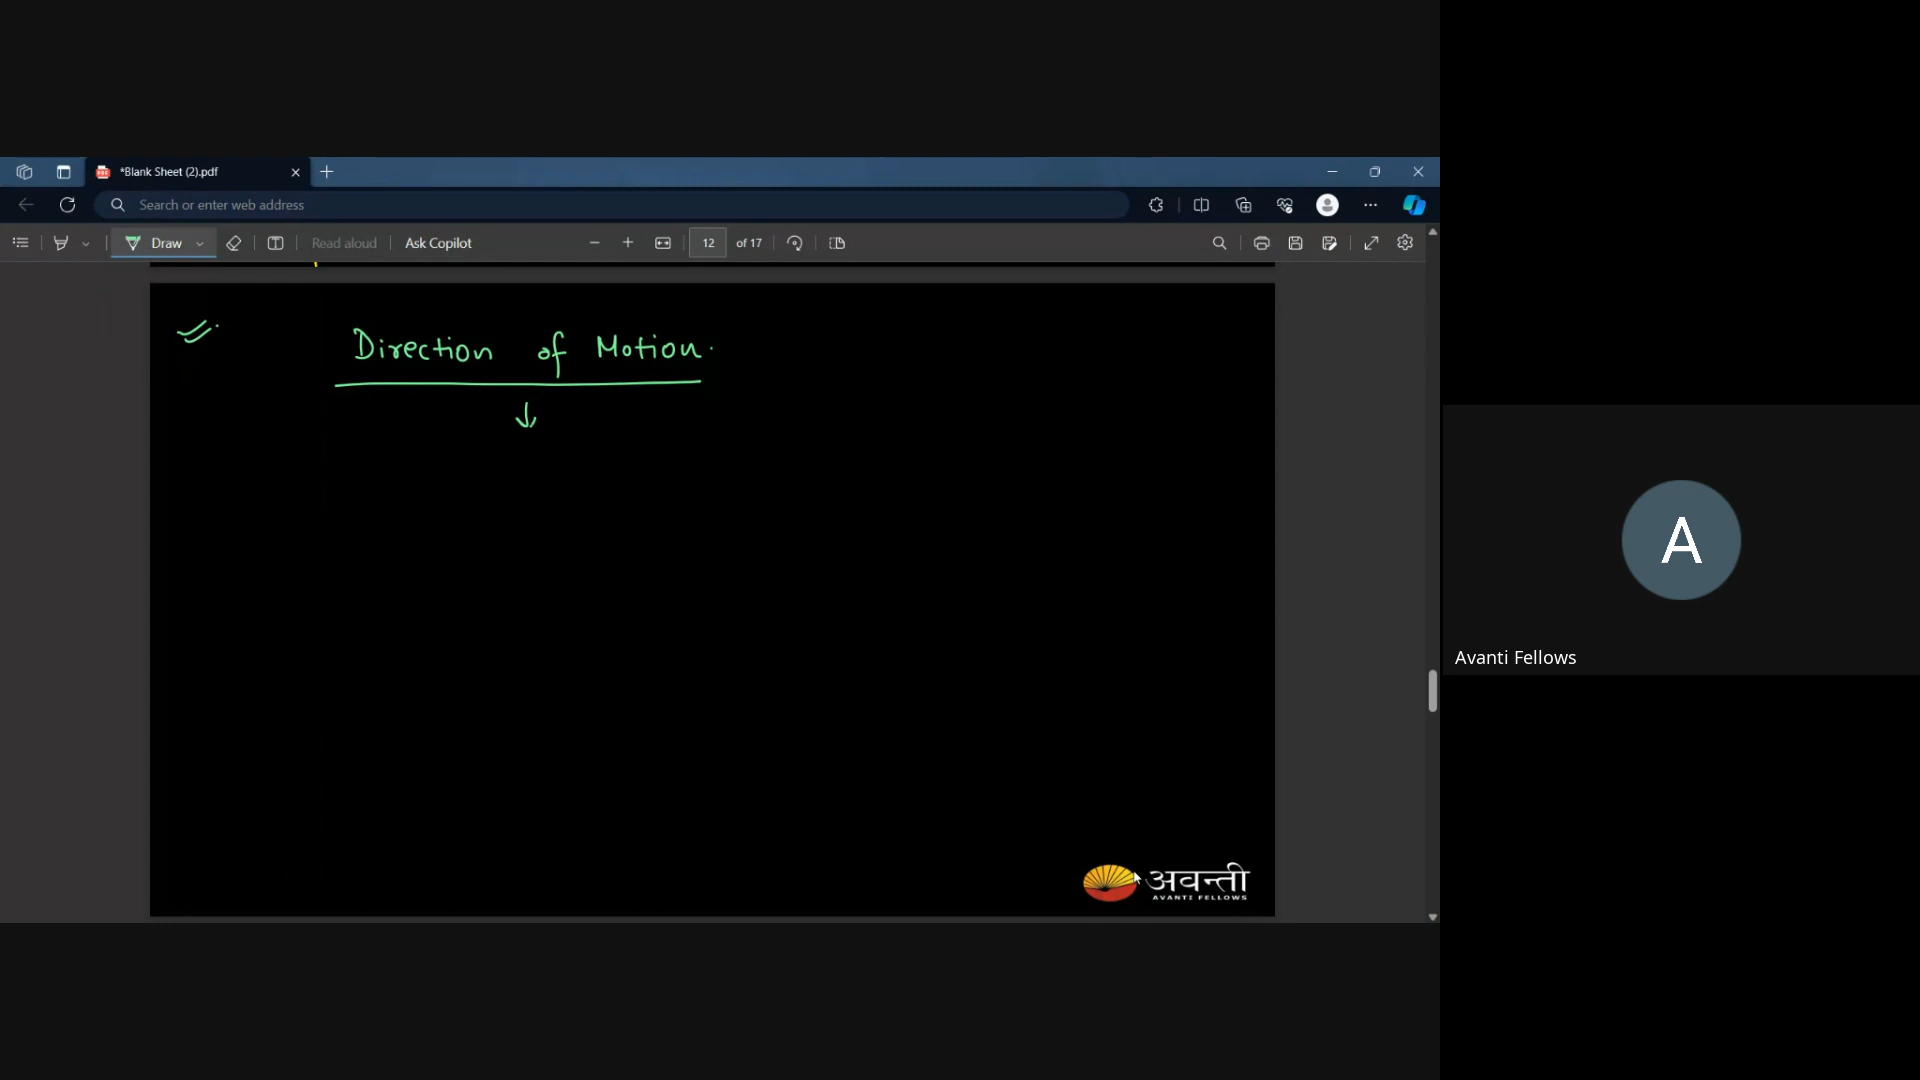 *Blank Sheet (2).pdf
Search or enter web address
Draw
Read aloud
Ask Copilot
12 of 17
Direction of Motion.
अवन्ती
AVANTI FELLOWS
A
Avanti Fellows